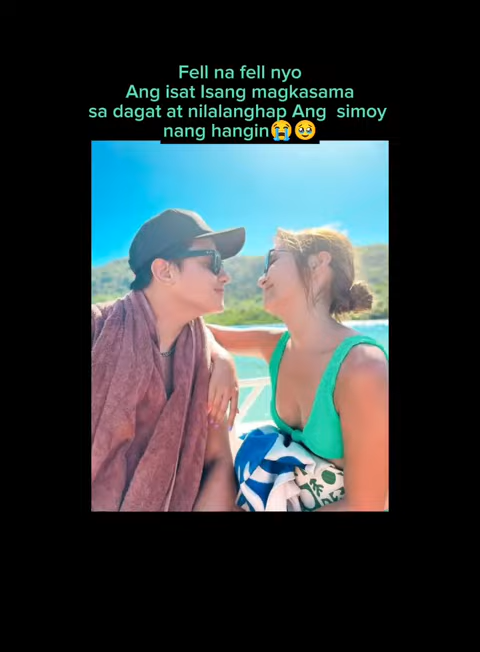 Fell na fell nyo
Ang isat Isang magkasama
sa dagat at nilalanghap Ang simoy
nang hangin😭🥹